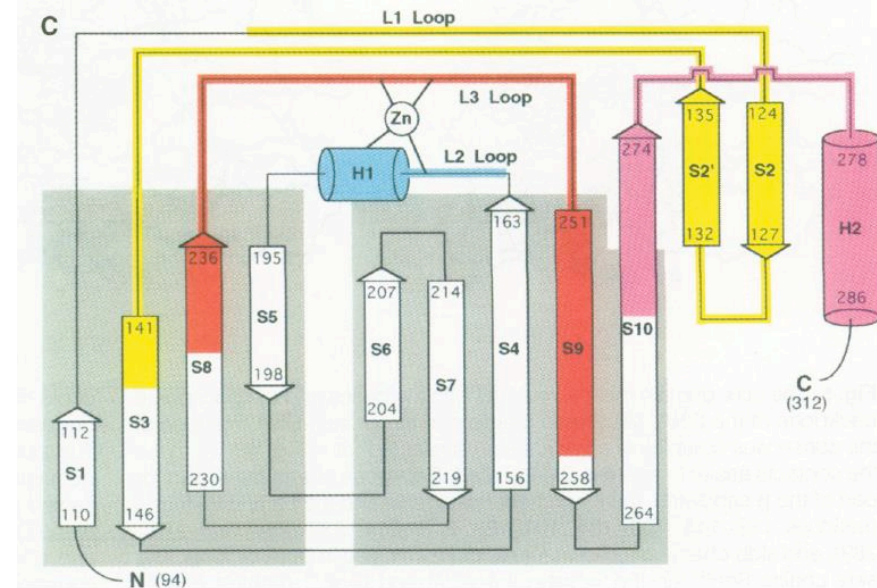 C
L1 Loop
L3 Loop
Zn
L2 Loop
H1
135
124
274
278
S2'
S2
H2
236
195
163
251
132
127
207
214
286
141
S5
S10
S8
S6
S4
S9
198
S7
C
(312)
112
S3
204
S1
110
146
230
219
156
258
264
N (94)